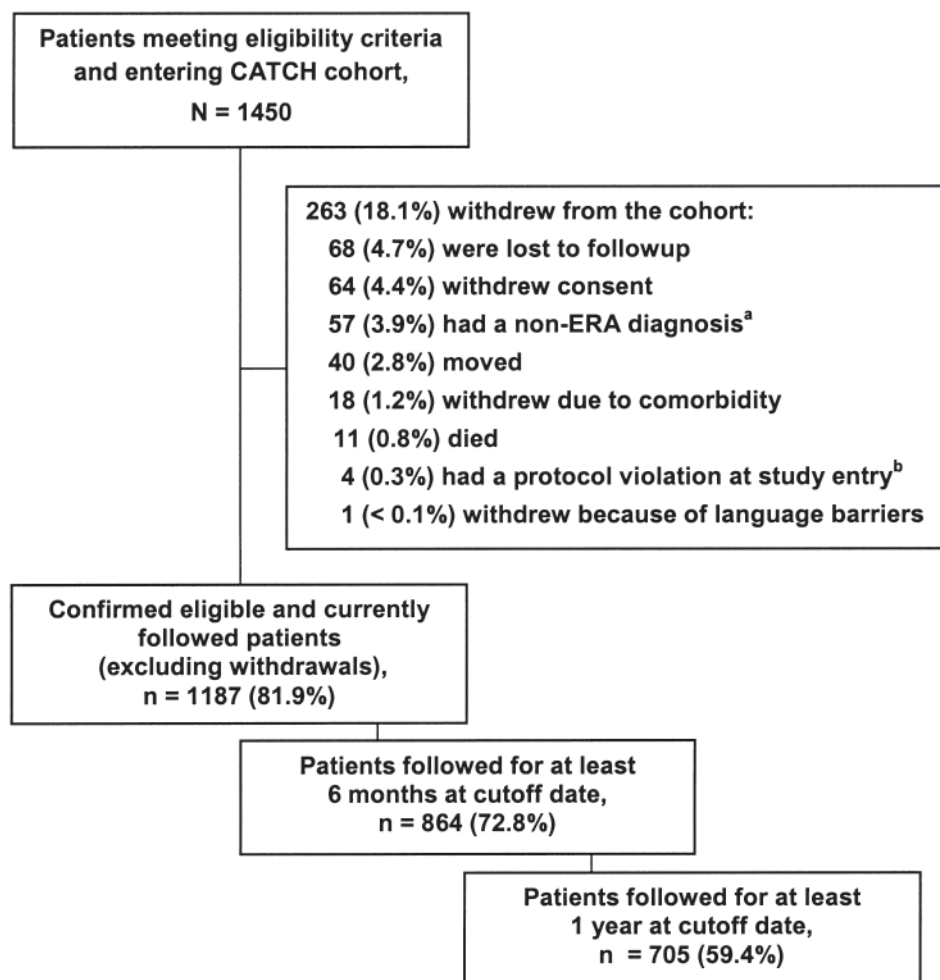 Patients meeting eligibility criteria
and entering CATCH cohort,
N = 1450
263 (18.1%) withdrew from the cohort:
68 (4.7%) were lost to followup
64 (4.4%) withdrew consent
57 (3.9%) had a non-ERA diagnosisᵃ
40 (2.8%) moved
18 (1.2%) withdrew due to comorbidity
11 (0.8%) died
4 (0.3%) had a protocol violation at study entryᵇ
1 (< 0.1%) withdrew because of language barriers
Confirmed eligible and currently
followed patients
(excluding withdrawals),
n = 1187 (81.9%)
Patients followed for at least
6 months at cutoff date,
n = 864 (72.8%)
Patients followed for at least
1 year at cutoff date,
n = 705 (59.4%)